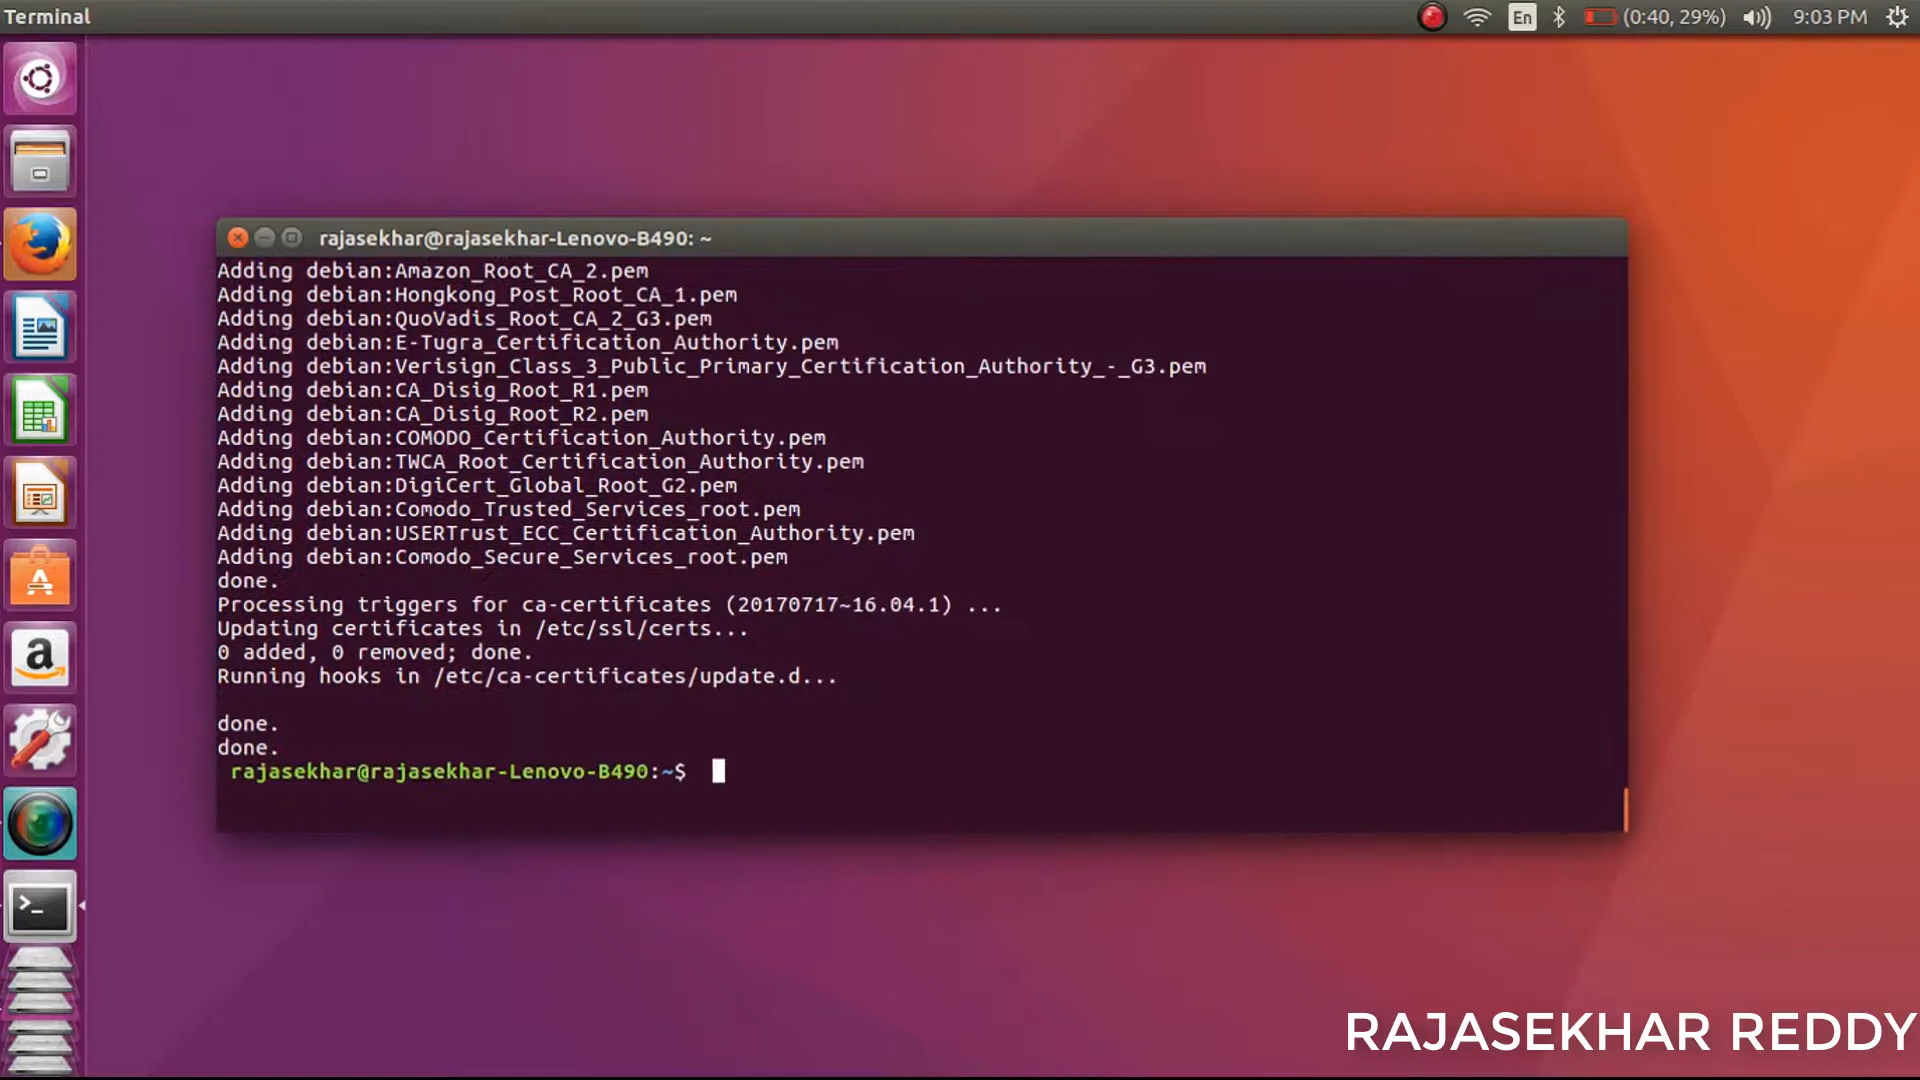 Terminal
En
(0:40, 29%)
9:03 PM
rajasekhar@rajasekhar-Lenovo-B490: ~
Adding debian:Amazon_Root_CA_2.pem
Adding debian:Hongkong_Post_Root_CA_1.pem
Adding debian:QuoVadis_Root_CA_2_G3.pem
Adding debian:E-Tugra_Certification_Authority.pem
Adding debian:Verisign_Class_3_Public_Primary_Certification_Authority_-_G3.pem
Adding debian:CA_Disig_Root_R1.pem
Adding debian:CA_Disig_Root_R2.pem
Adding debian:COMODO_Certification_Authority.pem
Adding debian:TWCA_Root_Certification_Authority.pem
Adding debian:DigiCert_Global_Root_G2.pem
Adding debian:Comodo_Trusted_Services_root.pem
Adding debian:USERTrust_ECC_Certification_Authority.pem
Adding debian:Comodo_Secure_Services_root.pem
done.
Processing triggers for ca-certificates (20170717~16.04.1) ...
Updating certificates in /etc/ssl/certs...
0 added, 0 removed; done.
Running hooks in /etc/ca-certificates/update.d...
done.
done.
rajasekhar@rajasekhar-Lenovo-B490:~$
RAJASEKHAR REDDY